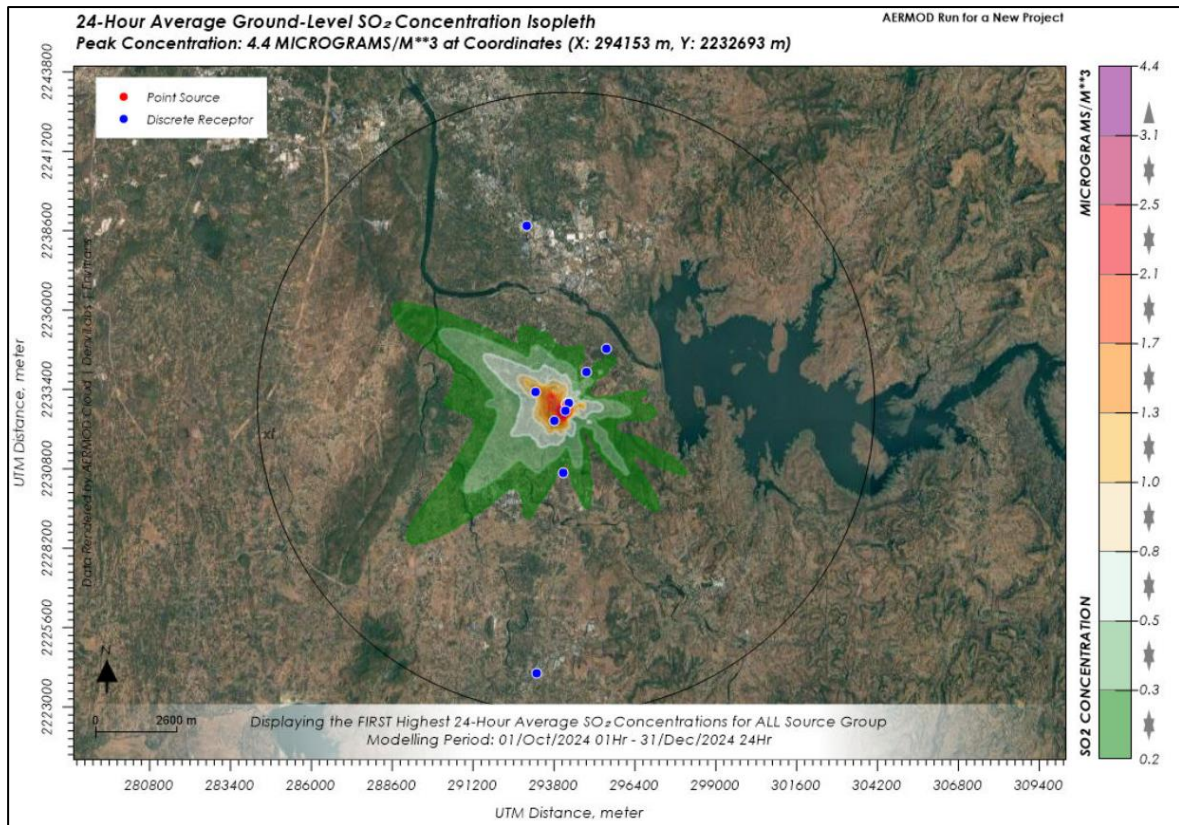 24-Hour Average Ground-Level SO₂ Concentration Isopleth
AERMOD Run for a New Project
Peak Concentration: 4.4 MICROGRAMS/M**3 at Coordinates (X: 294153 m, Y: 2232693 m)
Point Source
Discrete Receptor
UTM Distance, meter
2243800
2241200
2238600
2236000
2233400
2230800
2228200
2225600
2223000
Data Rendered by AERMOD Cloud
N
0 2600 m
Displaying the FIRST Highest 24-Hour Average SO₂ Concentrations for ALL Source Group
Modelling Period: 01/Oct/2024 01Hr - 31/Dec/2024 24Hr
280800 283400 286000 288600 291200 293800 296400 299000 301600 304200 306800 309400
UTM Distance, meter
MICROGRAMS/M**3
SO2 CONCENTRATION
4.4
3.1
2.5
2.1
1.7
1.3
1.0
0.8
0.5
0.3
0.2